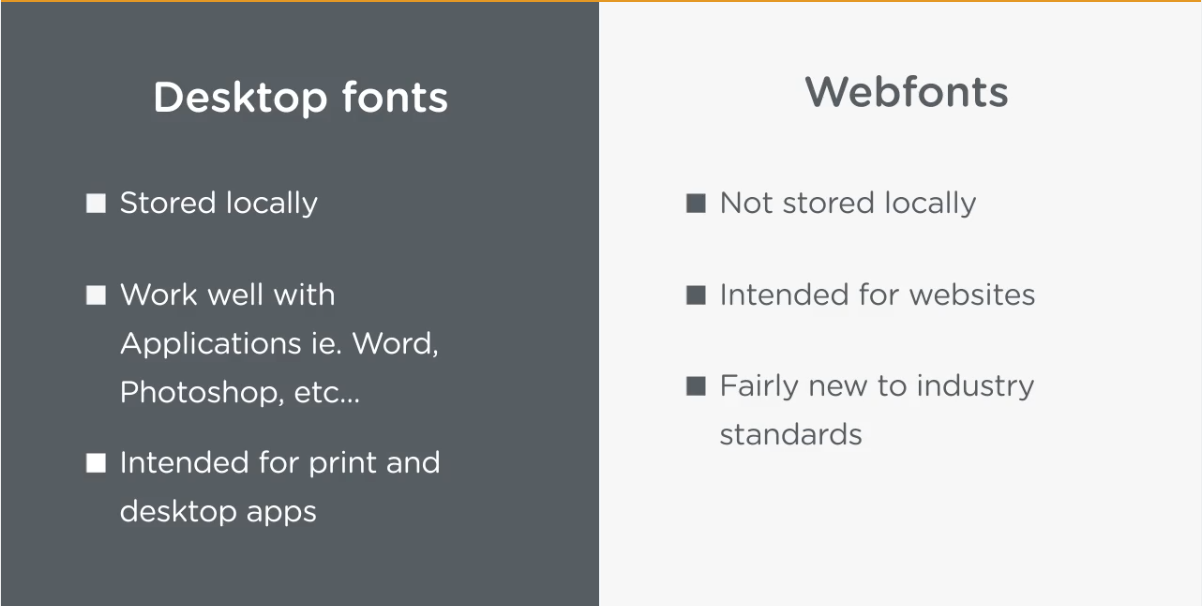 Desktop fonts
Stored locally
Work well with
Applications ie. Word,
Photoshop, etc...
Intended for print and
desktop apps
Webfonts
Not stored locally
Intended for websites
Fairly new to industry
standards